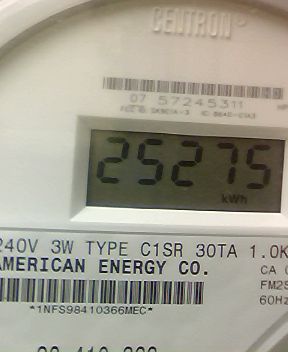 CENTRON®
07 57245311
25275
kWh
240V 3W TYPE C1SR 30TA 1.0K
AMERICAN ENERGY CO.
CA
FM2S
60Hz
*1NFS98410366MEC*